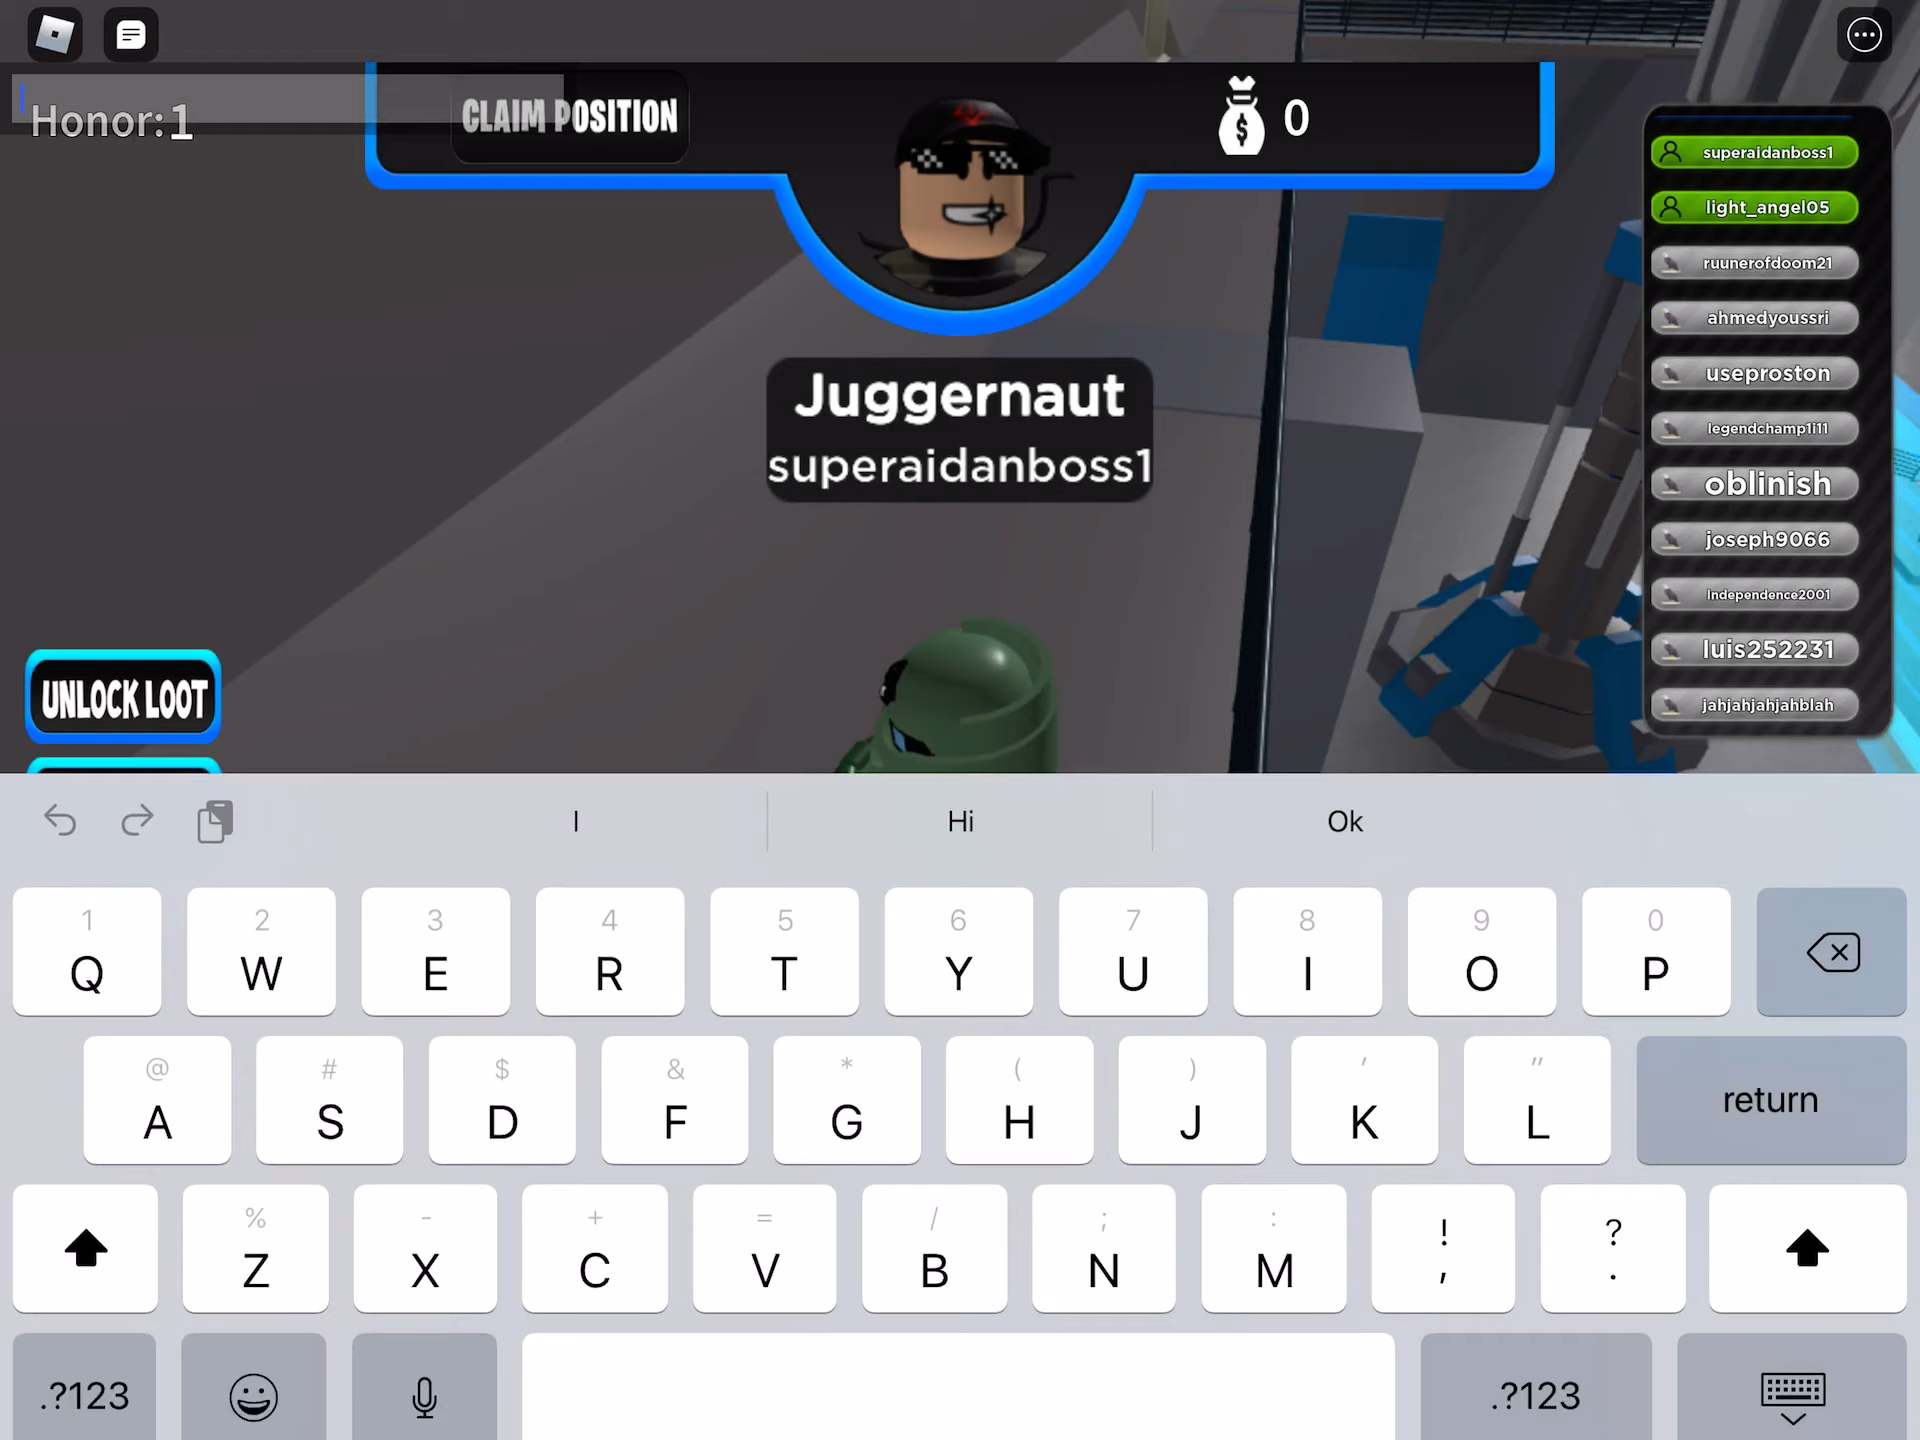 Honor:1
CLAIM POSITION
$ 0
Juggernaut
superaidanboss1
superaidanboss1
light_angel05
ruunerofdoom21
ahmedyoussri
useproston
legendchamp1i11
oblinish
joseph9066
Independence2001
luis252231
jahjahjahjahblah
UNLOCK LOOT
I Hi Ok
1 2 3 4 5 6 7 8 9 0
Q W E R T Y U I O P
@ # $ & * ( ) ' "
A S D F G H J K L return
% - + = / ; : ! ?
Z X C V B N M , .
.?123 .?123